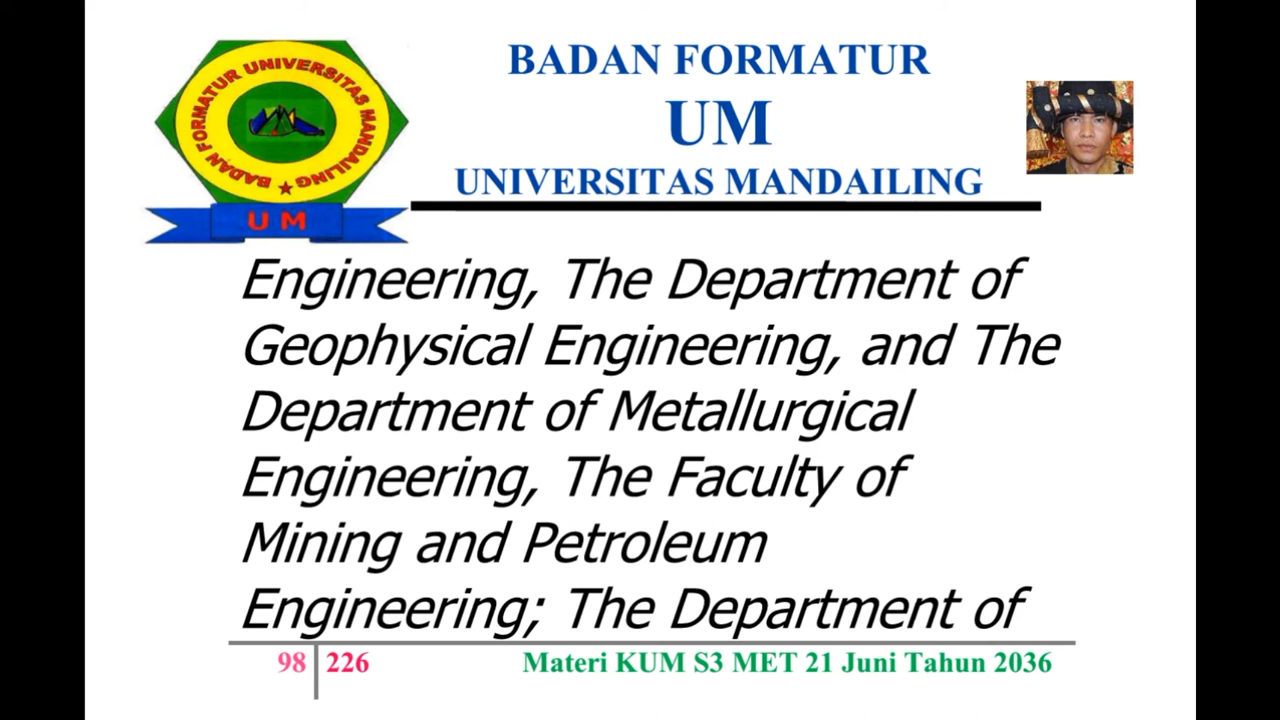 BADAN FORMATUR UNIVERSITAS MANDAILING
UM
BADAN FORMATUR
UM
UNIVERSITAS MANDAILING
Engineering, The Department of
Geophysical Engineering, and The
Department of Metallurgical
Engineering, The Faculty of
Mining and Petroleum
Engineering; The Department of
98 226 Materi KUM S3 MET 21 Juni Tahun 2036